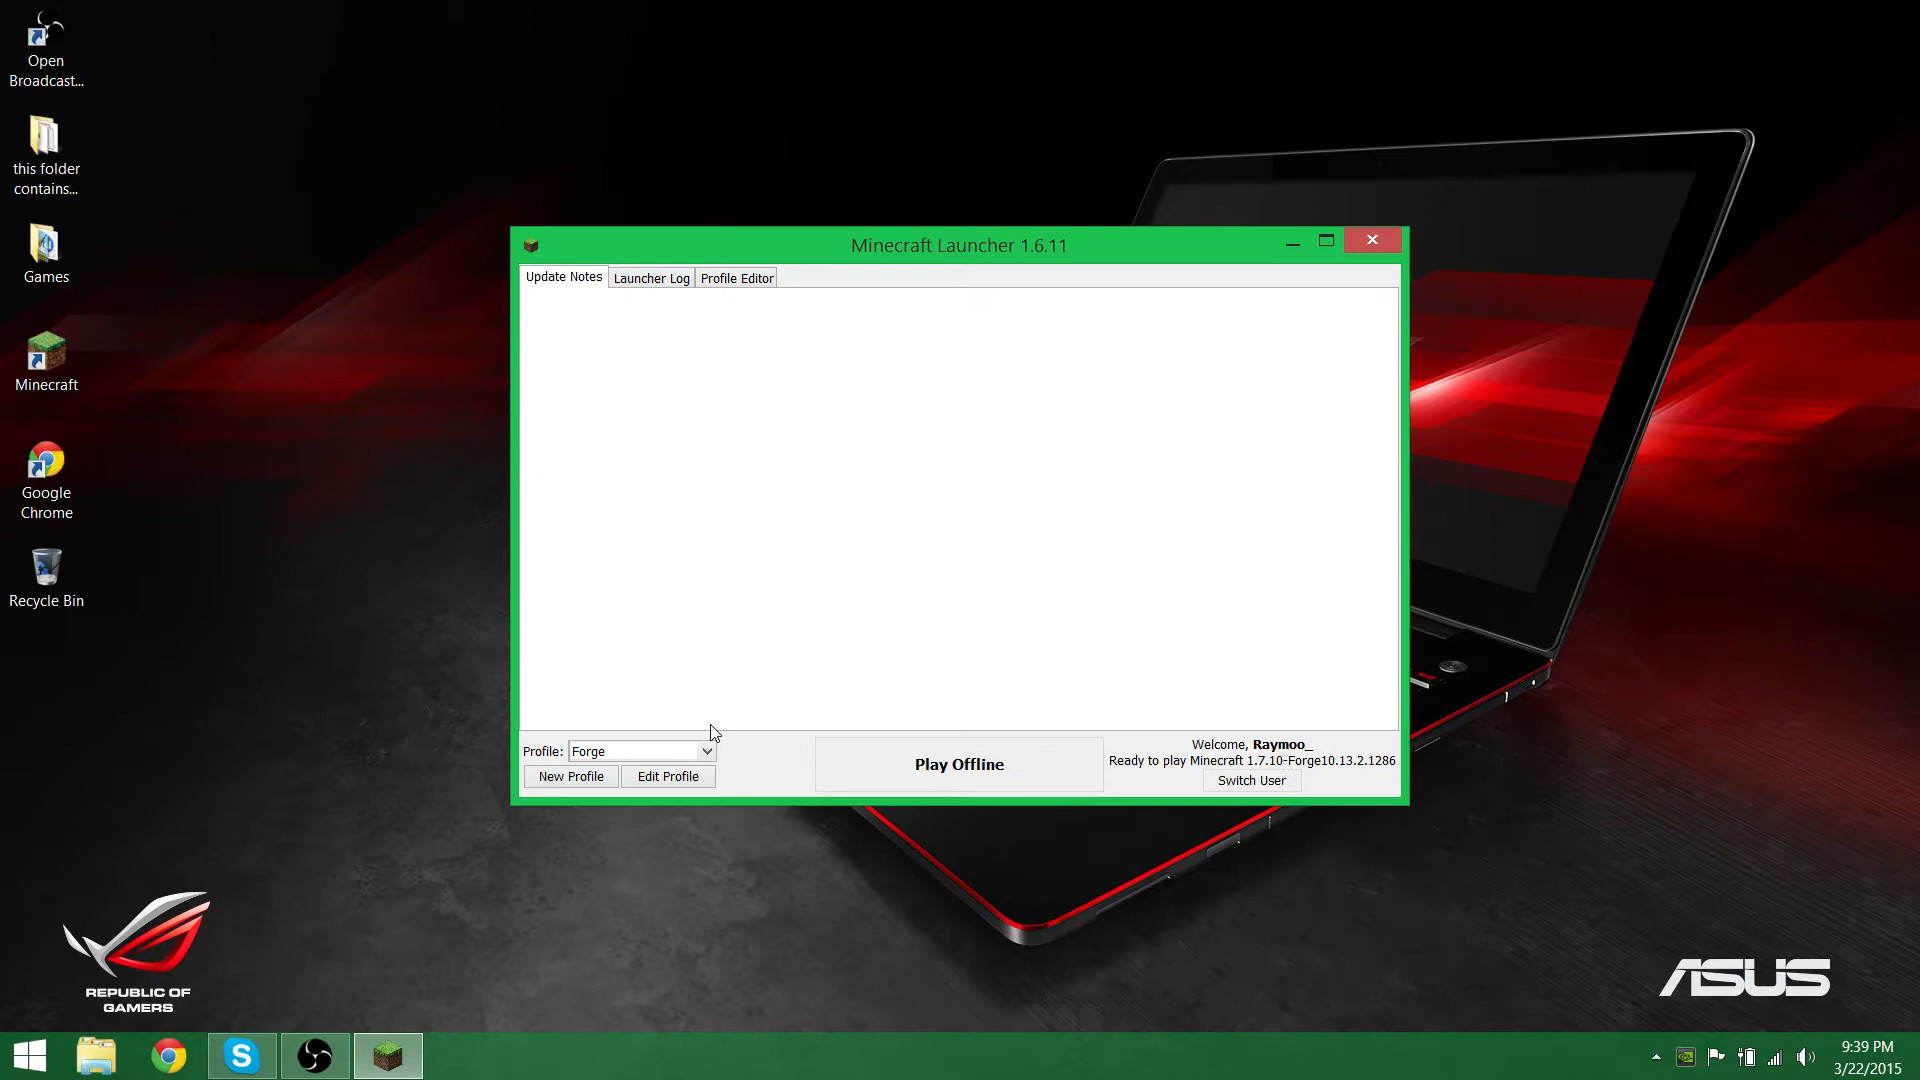 Open
Broadcast...
this folder
contains...
Games
Minecraft
Google
Chrome
Recycle Bin
Minecraft Launcher 1.6.11
Update Notes
Launcher Log
Profile Editor
Profile:
Forge
New Profile
Edit Profile
Play Offline
Welcome, Raymoo_
Ready to play Minecraft 1.7.10-Forge10.13.2.1286
Switch User
REPUBLIC OF
GAMERS
ASUS
9:39 PM
3/22/2015